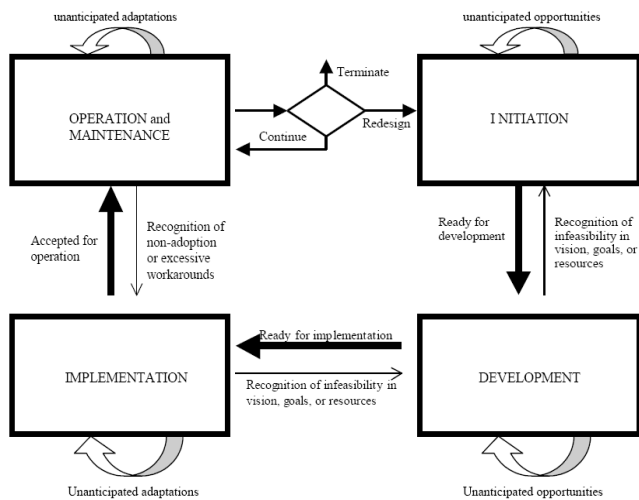 unanticipated adaptations
unanticipated opportunities
OPERATION and
MAINTENANCE
Terminate
Continue
Redesign
I NITIATION
Accepted for
operation
Recognition of
non-adoption
or excessive
workarounds
Ready for
development
Recognition of
infeasibility in
vision, goals, or
resources
IMPLEMENTATION
Ready for implementation
Recognition of infeasibility in
vision, goals, or resources
DEVELOPMENT
Unanticipated adaptations
Unanticipated opportunities